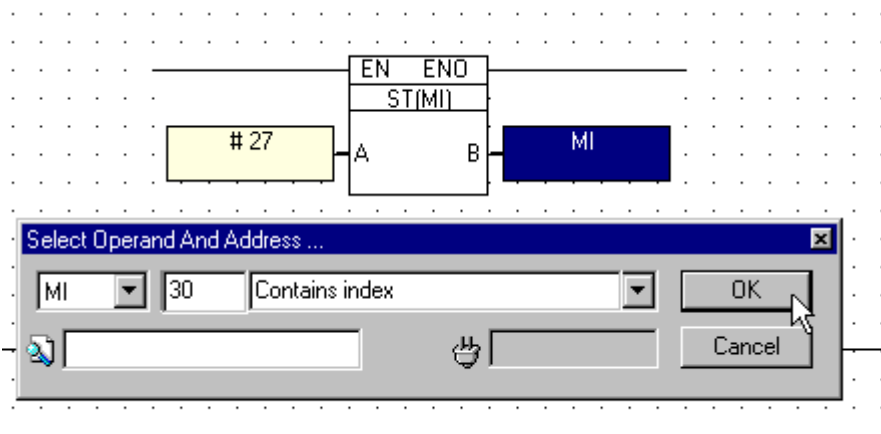 EN ENO
ST(MI)
# 27
A B
MI
Select Operand And Address ...
MI 30 Contains index OK
Cancel